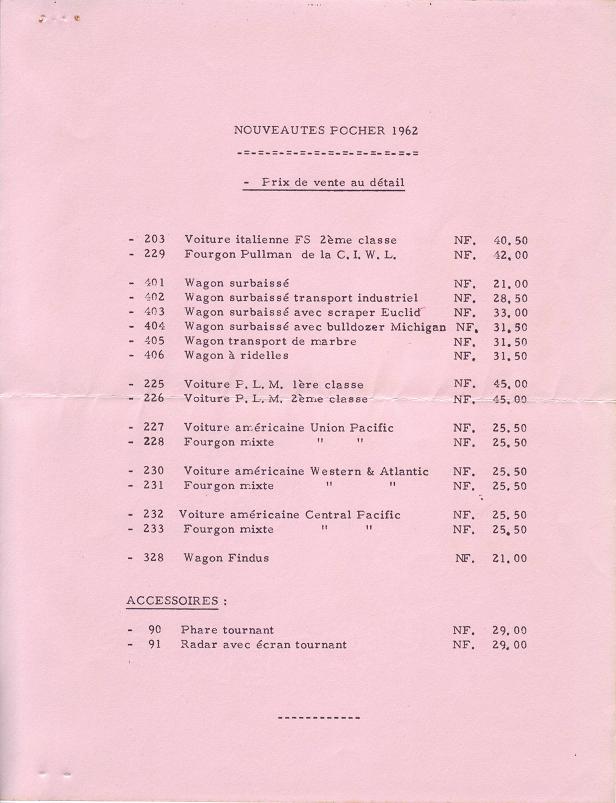 NOUVEAUTES POCHER 1962
-=-=-=-=-=-=-=-=-=-=-=-=-=
- Prix de vente au détail
- 203 Voiture italienne FS 2ème classe NF. 40.50
- 229 Fourgon Pullman de la C.I.W.L. NF. 42,00
- 401 Wagon surbaissé NF. 21.00
- 402 Wagon surbaissé transport industriel NF. 28,50
- 403 Wagon surbaissé avec scraper Euclid NF. 33.00
- 404 Wagon surbaissé avec bulldozer Michigan NF. 31,50
- 405 Wagon transport de marbre NF. 31.50
- 406 Wagon à ridelles NF. 31,50
- 225 Voiture P.L.M. 1ère classe NF. 45,00
- 226 Voiture P.L.M. 2ème classe NF. 45,00
- 227 Voiture américaine Union Pacific NF. 25,50
- 228 Fourgon mixte " " NF. 25,50
- 230 Voiture américaine Western & Atlantic NF. 25,50
- 231 Fourgon mixte " " NF. 25,50
- 232 Voiture américaine Central Pacific NF. 25,50
- 233 Fourgon mixte " " NF. 25,50
- 328 Wagon Findus NF. 21.00
ACCESSOIRES :
- 90 Phare tournant NF. 29,00
- 91 Radar avec écran tournant NF. 29,00
------------